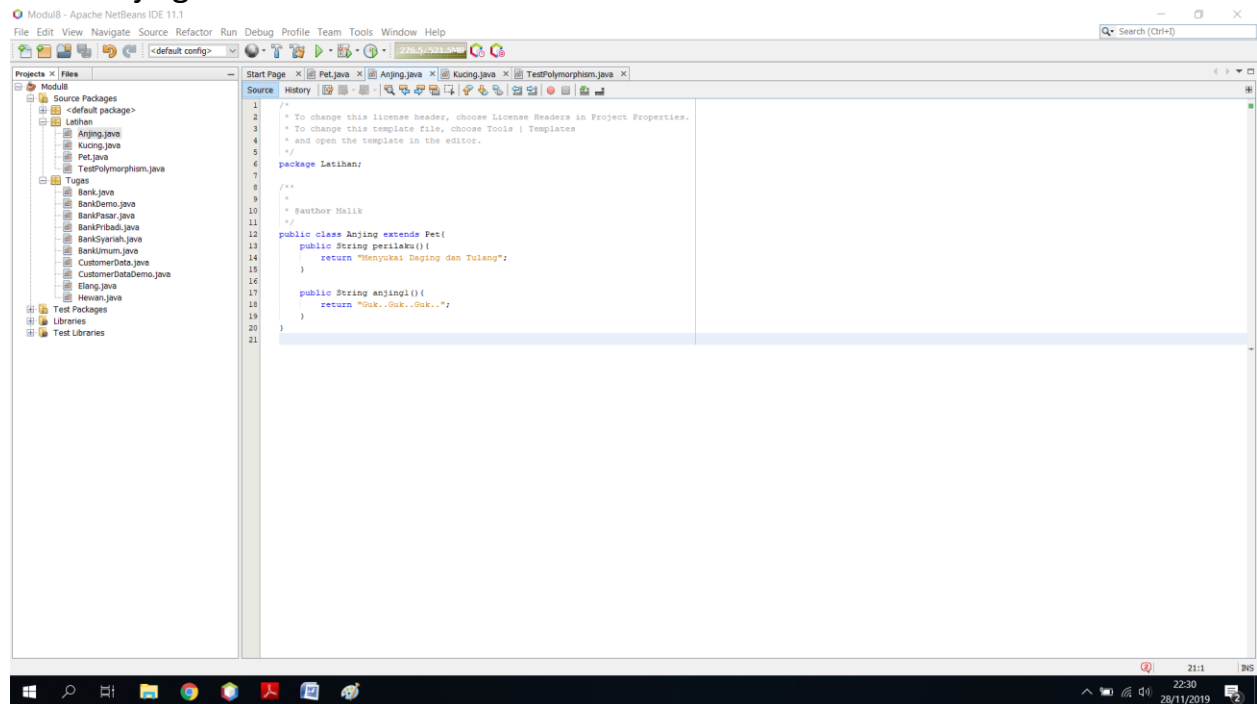 Modul8 - Apache NetBeans IDE 11.1
File Edit View Navigate Source Refactor Run Debug Profile Team Tools Window Help
Search (Ctrl+I)
<default config>
276.5/521.5MB
Projects Files
Start Page Pet.java Anjing.java Kucing.java TestPolymorphism.java
Source History
Modul8
Source Packages
<default package>
Latihan
Anjing.java
Kucing.java
Pet.java
TestPolymorphism.java
Tugas
Bank.java
BankDemo.java
BankPasar.java
BankPribadi.java
BankSyariah.java
BankUmum.java
CustomerData.java
CustomerDataDemo.java
Elang.java
Hewan.java
Test Packages
Libraries
Test Libraries
1 /*
2 * To change this license header, choose License Headers in Project Properties.
3 * To change this template file, choose Tools | Templates
4 * and open the template in the editor.
5 */
6 package Latihan;
7
8 /**
9 *
10 * @author Malik
11 */
12 public class Anjing extends Pet{
13 public String perilaku(){
14 return "Menyukai Daging dan Tulang";
15 }
16
17 public String anjing1(){
18 return "Guk..Guk..Guk..";
19 }
20 }
21
21:1 INS
22:30
28/11/2019